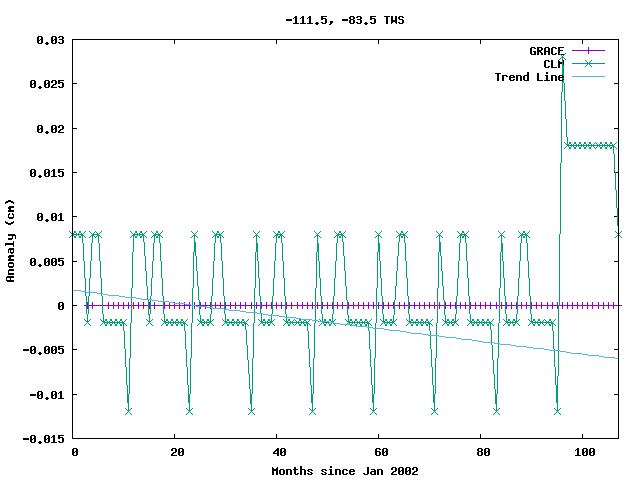 -111.5, -83.5 TWS
0.03
GRACE
CLM
0.025
Trend Line
0.02
0.015
0.01
Anomaly (cm)
0.005
0
-0.005
-0.01
-0.015
0 20 40 60 80 100
Months since Jan 2002